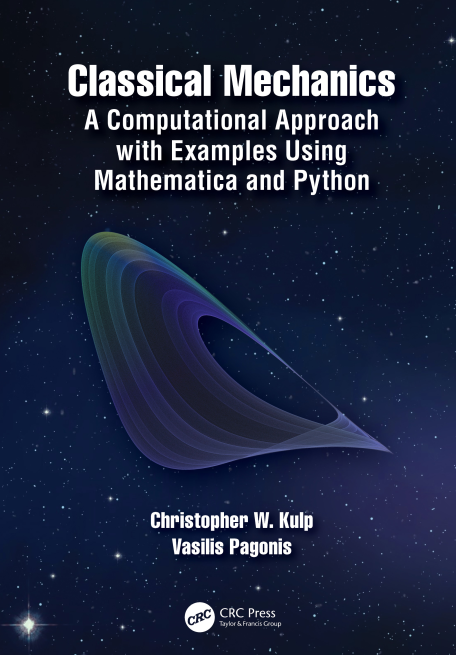 Classical Mechanics
A Computational Approach
with Examples Using
Mathematica and Python
Christopher W. Kulp
Vasilis Pagonis
CRC CRC Press
Taylor & Francis Group